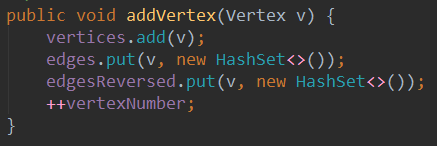 public void addVertex(Vertex v) {
    vertices.add(v);
    edges.put(v, new HashSet<>());
    edgesReversed.put(v, new HashSet<>());
    ++vertexNumber;
}